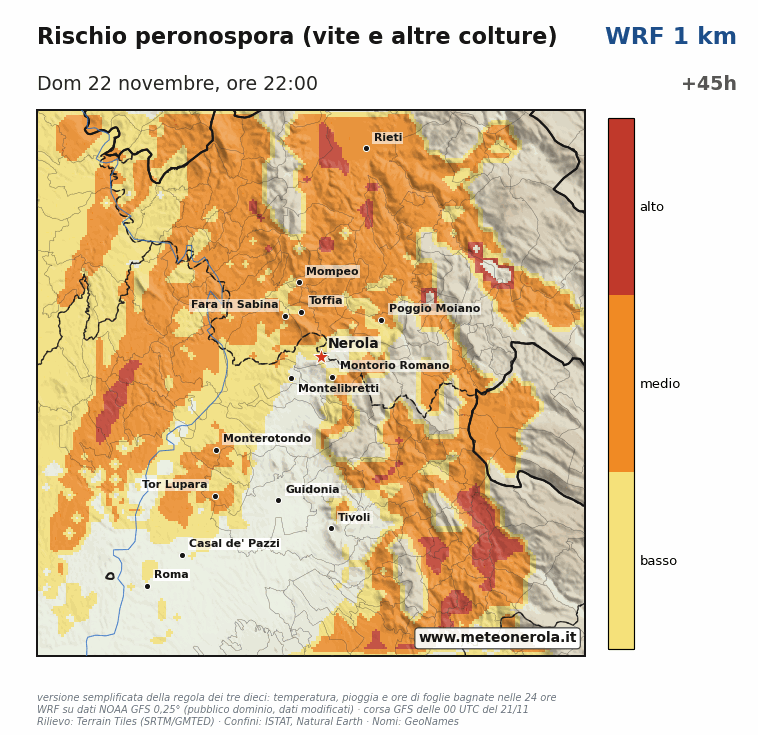 Rischio peronospora (vite e altre colture)
WRF 1 km
Dom 22 novembre, ore 22:00
+45h
Rieti
alto
Mompeo
Toffia
Fara in Sabina
Poggio Moiano
Nerola
Montorio Romano
Montelibretti
medio
Monterotondo
Tor Lupara
Guidonia
Tivoli
Casal de' Pazzi
basso
Roma
www.meteonerola.it
versione semplificata della regola dei tre dieci: temperatura, pioggia e ore di foglie bagnate nelle 24 ore
WRF su dati NOAA GFS 0,25° (pubblico dominio, dati modificati) · corsa GFS delle 00 UTC del 21/11
Rilievo: Terrain Tiles (SRTM/GMTED) · Confini: ISTAT, Natural Earth · Nomi: GeoNames